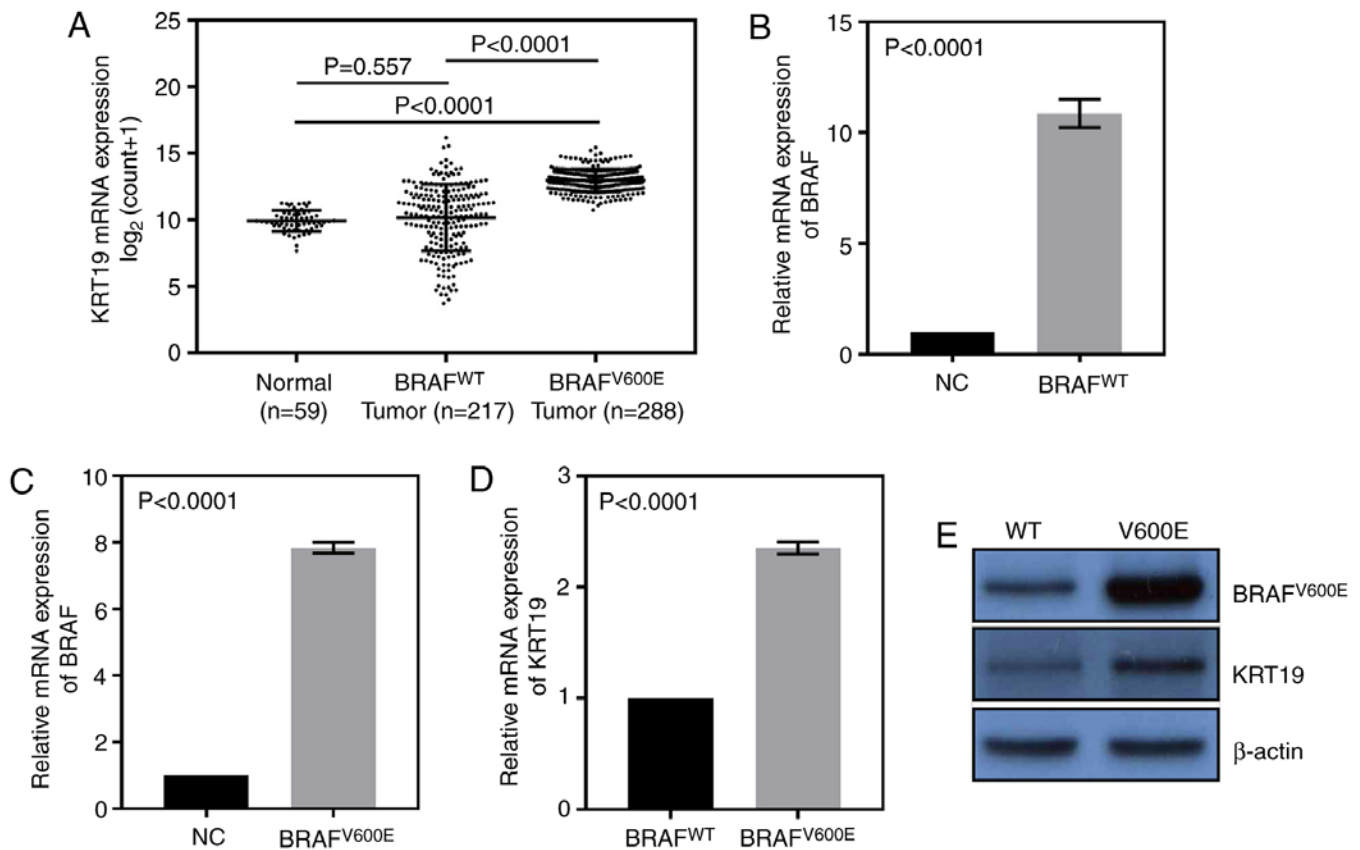 A
KRT19 mRNA expression
log₂ (count+1)
25
20
15
10
5
0
P<0.0001
P=0.557
P<0.0001
Normal
(n=59)
BRAFᵂᵀ
Tumor (n=217)
BRAFⱽ⁶⁰⁰ᴱ
Tumor (n=288)
B
Relative mRNA expression
of BRAF
15
10
5
0
P<0.0001
NC
BRAFᵂᵀ
C
Relative mRNA expression
of BRAF
10
8
6
4
2
0
P<0.0001
NC
BRAFⱽ⁶⁰⁰ᴱ
D
Relative mRNA expression
of KRT19
3
2
1
0
P<0.0001
BRAFᵂᵀ
BRAFⱽ⁶⁰⁰ᴱ
E
WT
V600E
BRAFⱽ⁶⁰⁰ᴱ
KRT19
β-actin